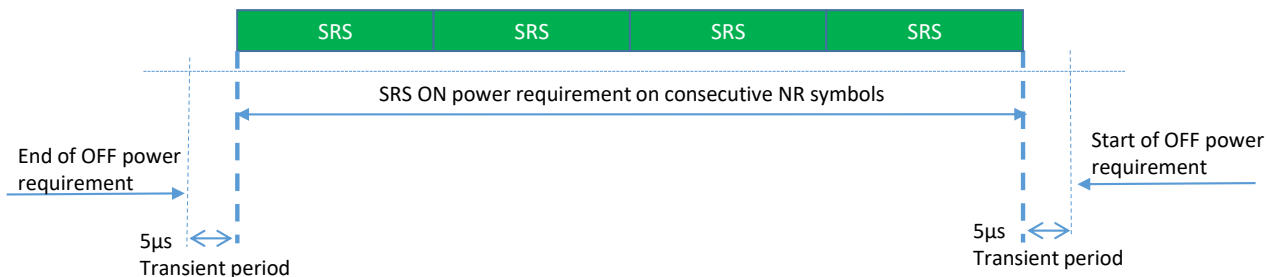 SRS SRS SRS SRS
SRS ON power requirement on consecutive NR symbols
End of OFF power
requirement
Start of OFF power
requirement
5µs
Transient period
5µs
Transient period